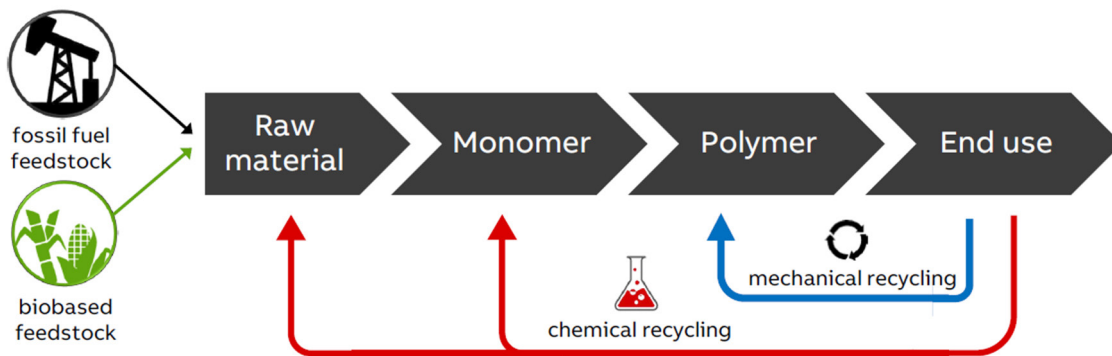 fossil fuel
feedstock
biobased
feedstock
Raw
material
Monomer
Polymer
End use
mechanical recycling
chemical recycling